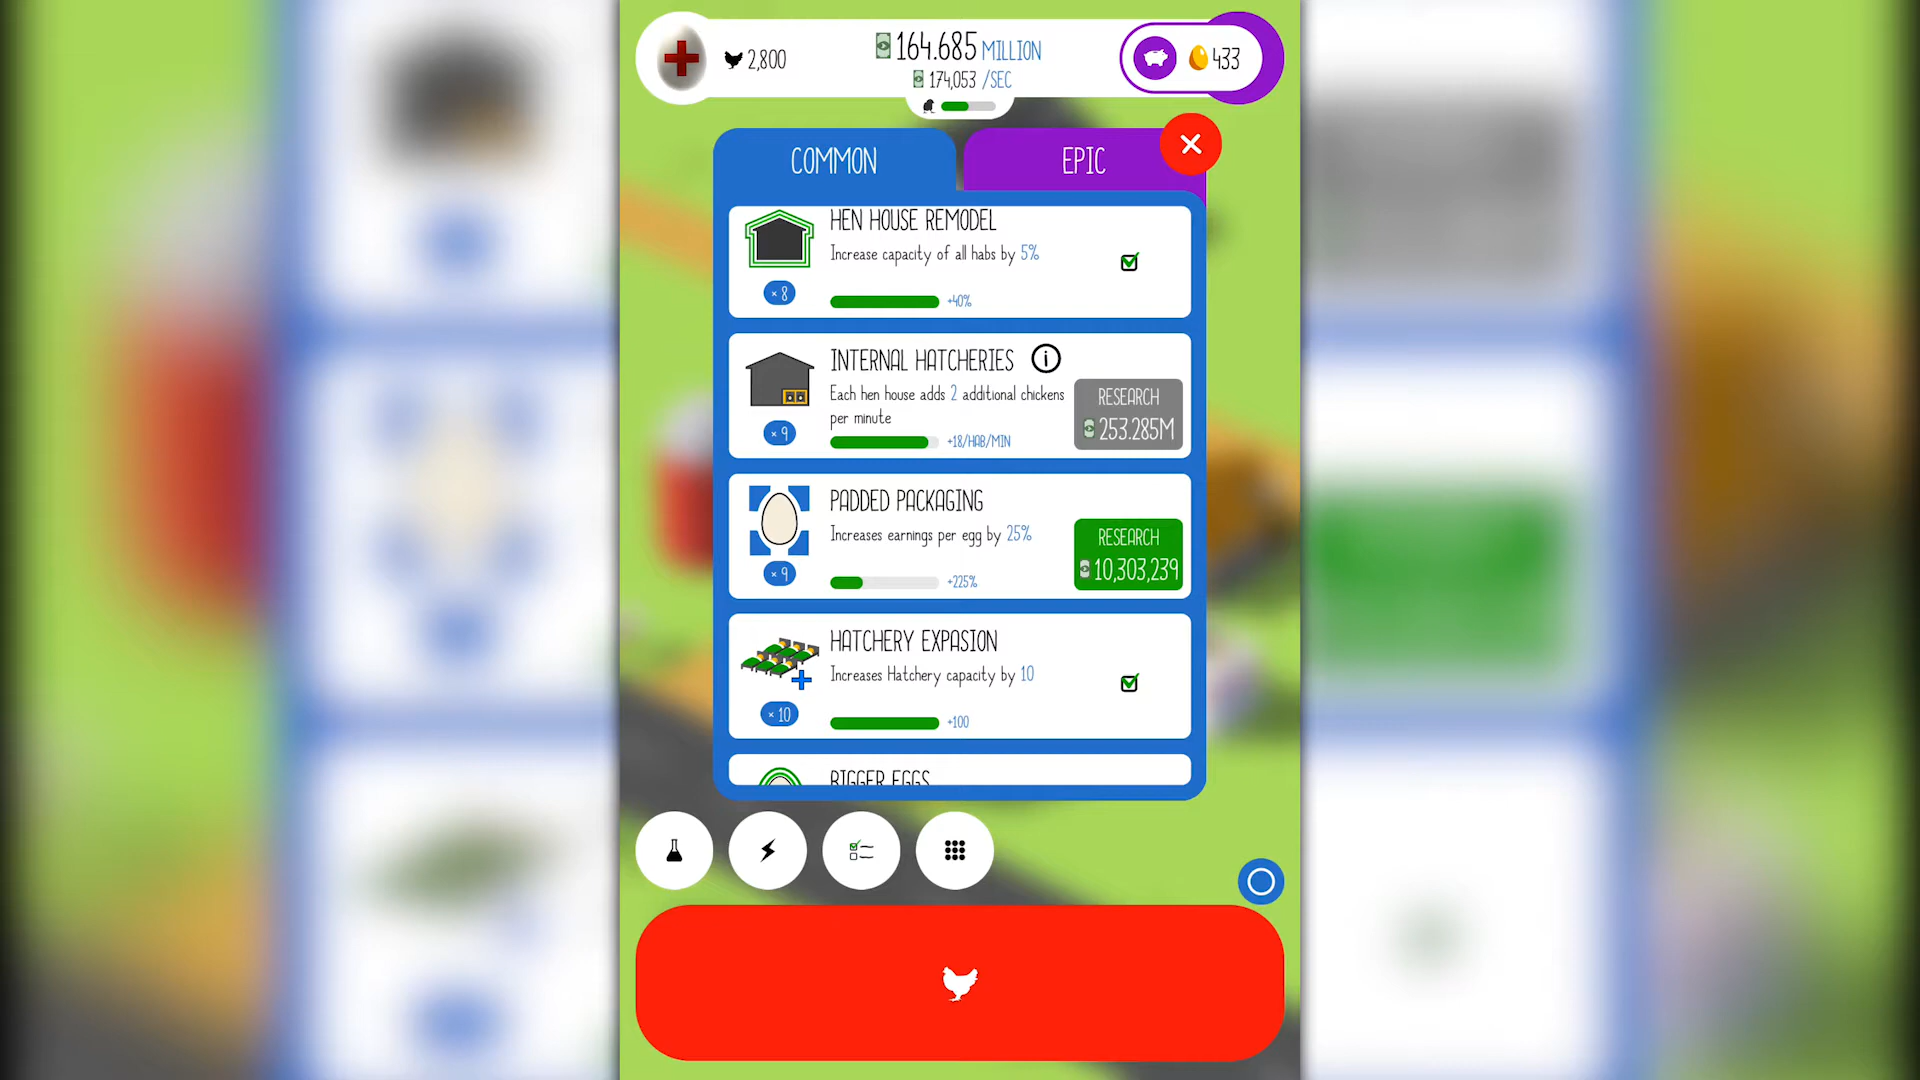 2,800
164.685 MILLION
174,053 /SEC
433
COMMON
EPIC
HEN HOUSE REMODEL
Increase capacity of all habs by 5%
× 8
+40%
INTERNAL HATCHERIES i
Each hen house adds 2 additional chickens
per minute
RESEARCH
253.285M
× 9
+18/HAB/MIN
PADDED PACKAGING
Increases earnings per egg by 25%
RESEARCH
10,303,239
× 9
+225%
HATCHERY EXPASION
Increases Hatchery capacity by 10
× 10
+100
BIGGER EGGS